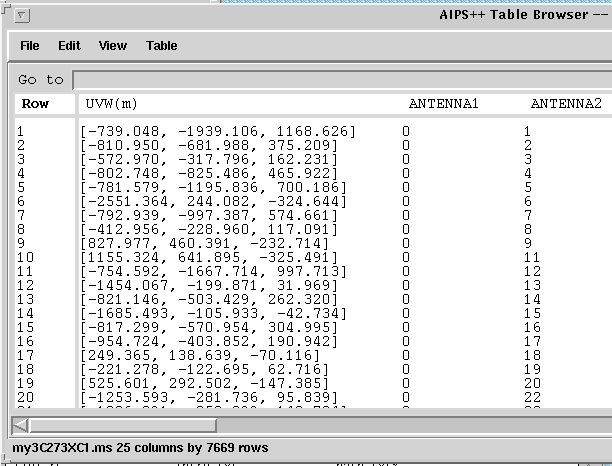 AIPS++ Table Browser --
File Edit View Table
Go to
Row UVW(m) ANTENNA1 ANTENNA2
1 [-739.048, -1939.106, 1168.626] 0 1
2 [-810.950, -681.988, 375.209] 0 2
3 [-572.970, -317.796, 162.231] 0 3
4 [-802.748, -825.486, 465.922] 0 4
5 [-781.579, -1195.836, 700.186] 0 5
6 [-2551.364, 244.082, -324.644] 0 6
7 [-792.939, -997.387, 574.661] 0 7
8 [-412.956, -228.960, 117.091] 0 8
9 [827.977, 460.391, -232.714] 0 9
10 [1155.324, 641.895, -325.491] 0 11
11 [-754.592, -1667.714, 997.713] 0 12
12 [-1454.067, -199.871, 31.969] 0 13
13 [-821.146, -503.429, 262.320] 0 14
14 [-1685.493, -105.933, -42.734] 0 15
15 [-817.299, -570.954, 304.995] 0 16
16 [-954.724, -403.852, 190.942] 0 17
17 [249.365, 138.639, -70.116] 0 18
18 [-221.278, -122.695, 62.716] 0 19
19 [525.601, 292.502, -147.385] 0 20
20 [-1253.593, -281.736, 95.839] 0 22
my3C273XC1.ms 25 columns by 7669 rows